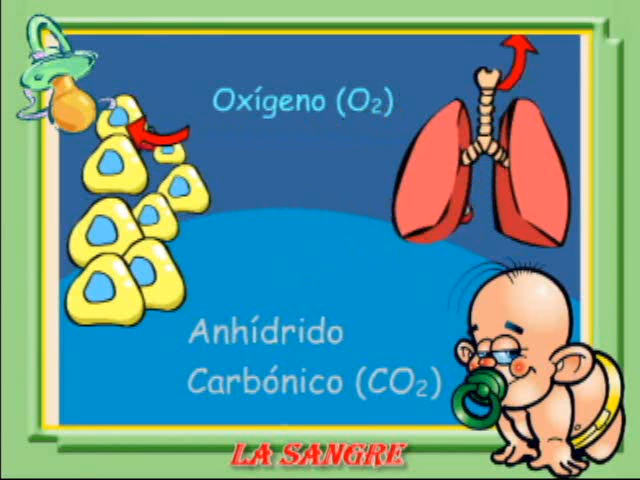 Oxígeno (O₂)
Anhídrido
Carbónico (CO₂)
LA SANGRE